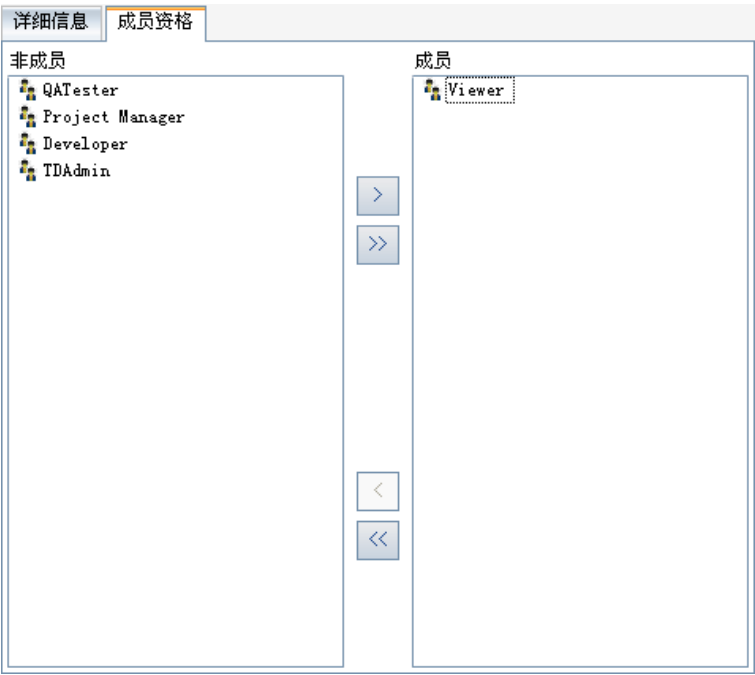 详细信息 成员资格
非成员
QATester
Project Manager
Developer
TDAdmin
>
>>
<
<<
成员
Viewer